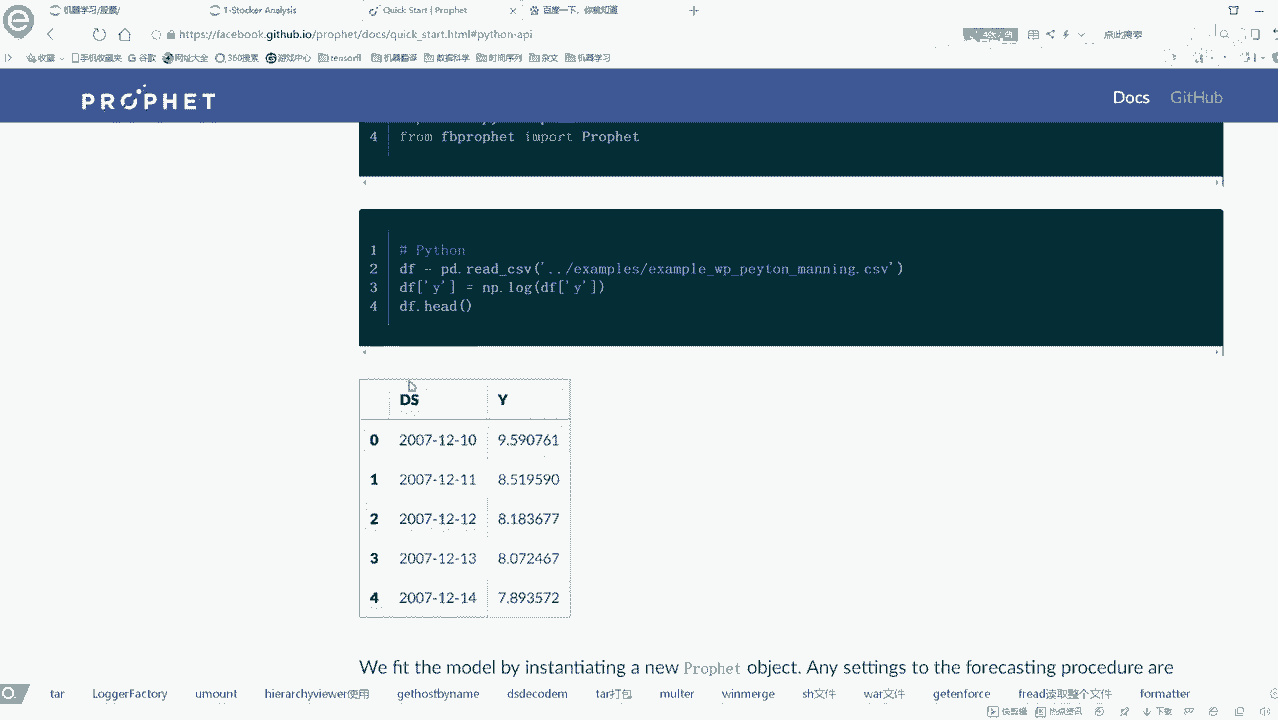 机器学习/股票/
1-Stocker Analysis
Quick Start | Prophet
百度一下，你就知道
https://facebook.github.io/prophet/docs/quick_start.html#python-api
点此搜索
收藏 手机收藏夹 谷歌 网址大全 360搜索 游戏中心 tensorfl 机器翻译 数据科学 时间序列 杂文 机器学习
PROPHET Docs GitHub
4 from fbprophet import Prophet
1 # Python
2 df = pd.read_csv('../examples/example_wp_peyton_manning.csv')
3 df['y'] = np.log(df['y'])
4 df.head()
DS Y
0 2007-12-10 9.590761
1 2007-12-11 8.519590
2 2007-12-12 8.183677
3 2007-12-13 8.072467
4 2007-12-14 7.893572
We fit the model by instantiating a new Prophet object. Any settings to the forecasting procedure are
tar LoggerFactory umount hierarchyviewer使用 gethostbyname dsdecodem tar打包 multer winmerge sh文件 war文件 getenforce fread读取整个文件 formatter
快剪辑 热点资讯 下载